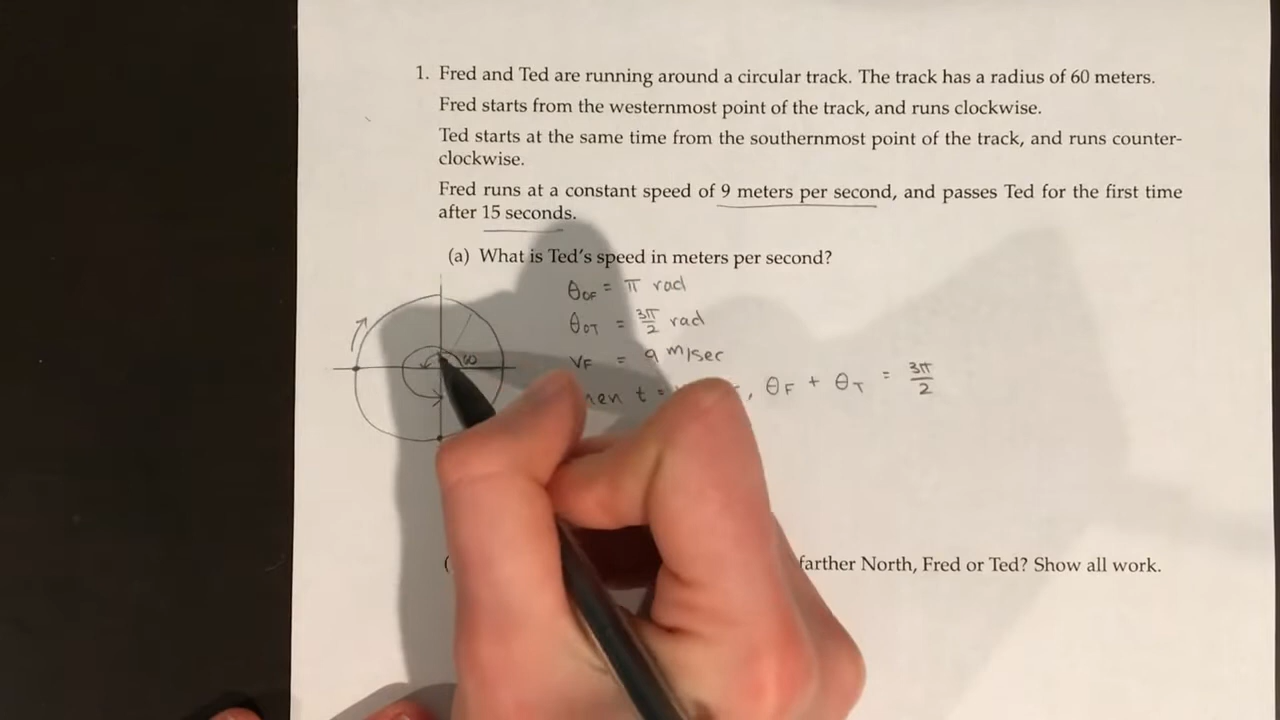 1. Fred and Ted are running around a circular track. The track has a radius of 60 meters.
Fred starts from the westernmost point of the track, and runs clockwise.
Ted starts at the same time from the southernmost point of the track, and runs counter-
clockwise.
Fred runs at a constant speed of 9 meters per second, and passes Ted for the first time
after 15 seconds.
(a) What is Ted's speed in meters per second?
θ₀F = π rad
θ₀T = 3π/2 rad
VF = 9 m/sec
t = , θF + θT = 3π/2
60
farther North, Fred or Ted? Show all work.